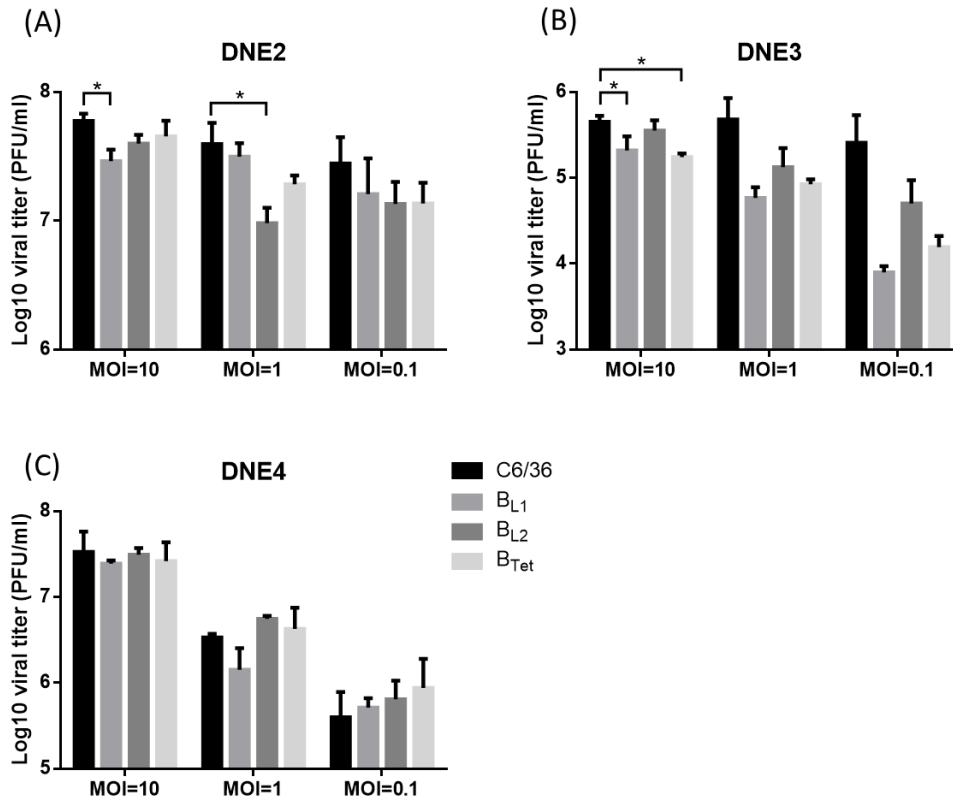 (A)
DNE2
Log10 viral titer (PFU/ml)
8
7
6
*
*
MOI=10 MOI=1 MOI=0.1
(B)
DNE3
Log10 viral titer (PFU/ml)
6
5
4
3
*
*
MOI=10 MOI=1 MOI=0.1
(C)
DNE4
Log10 viral titer (PFU/ml)
8
7
6
5
MOI=10 MOI=1 MOI=0.1
C6/36
BL1
BL2
BTet